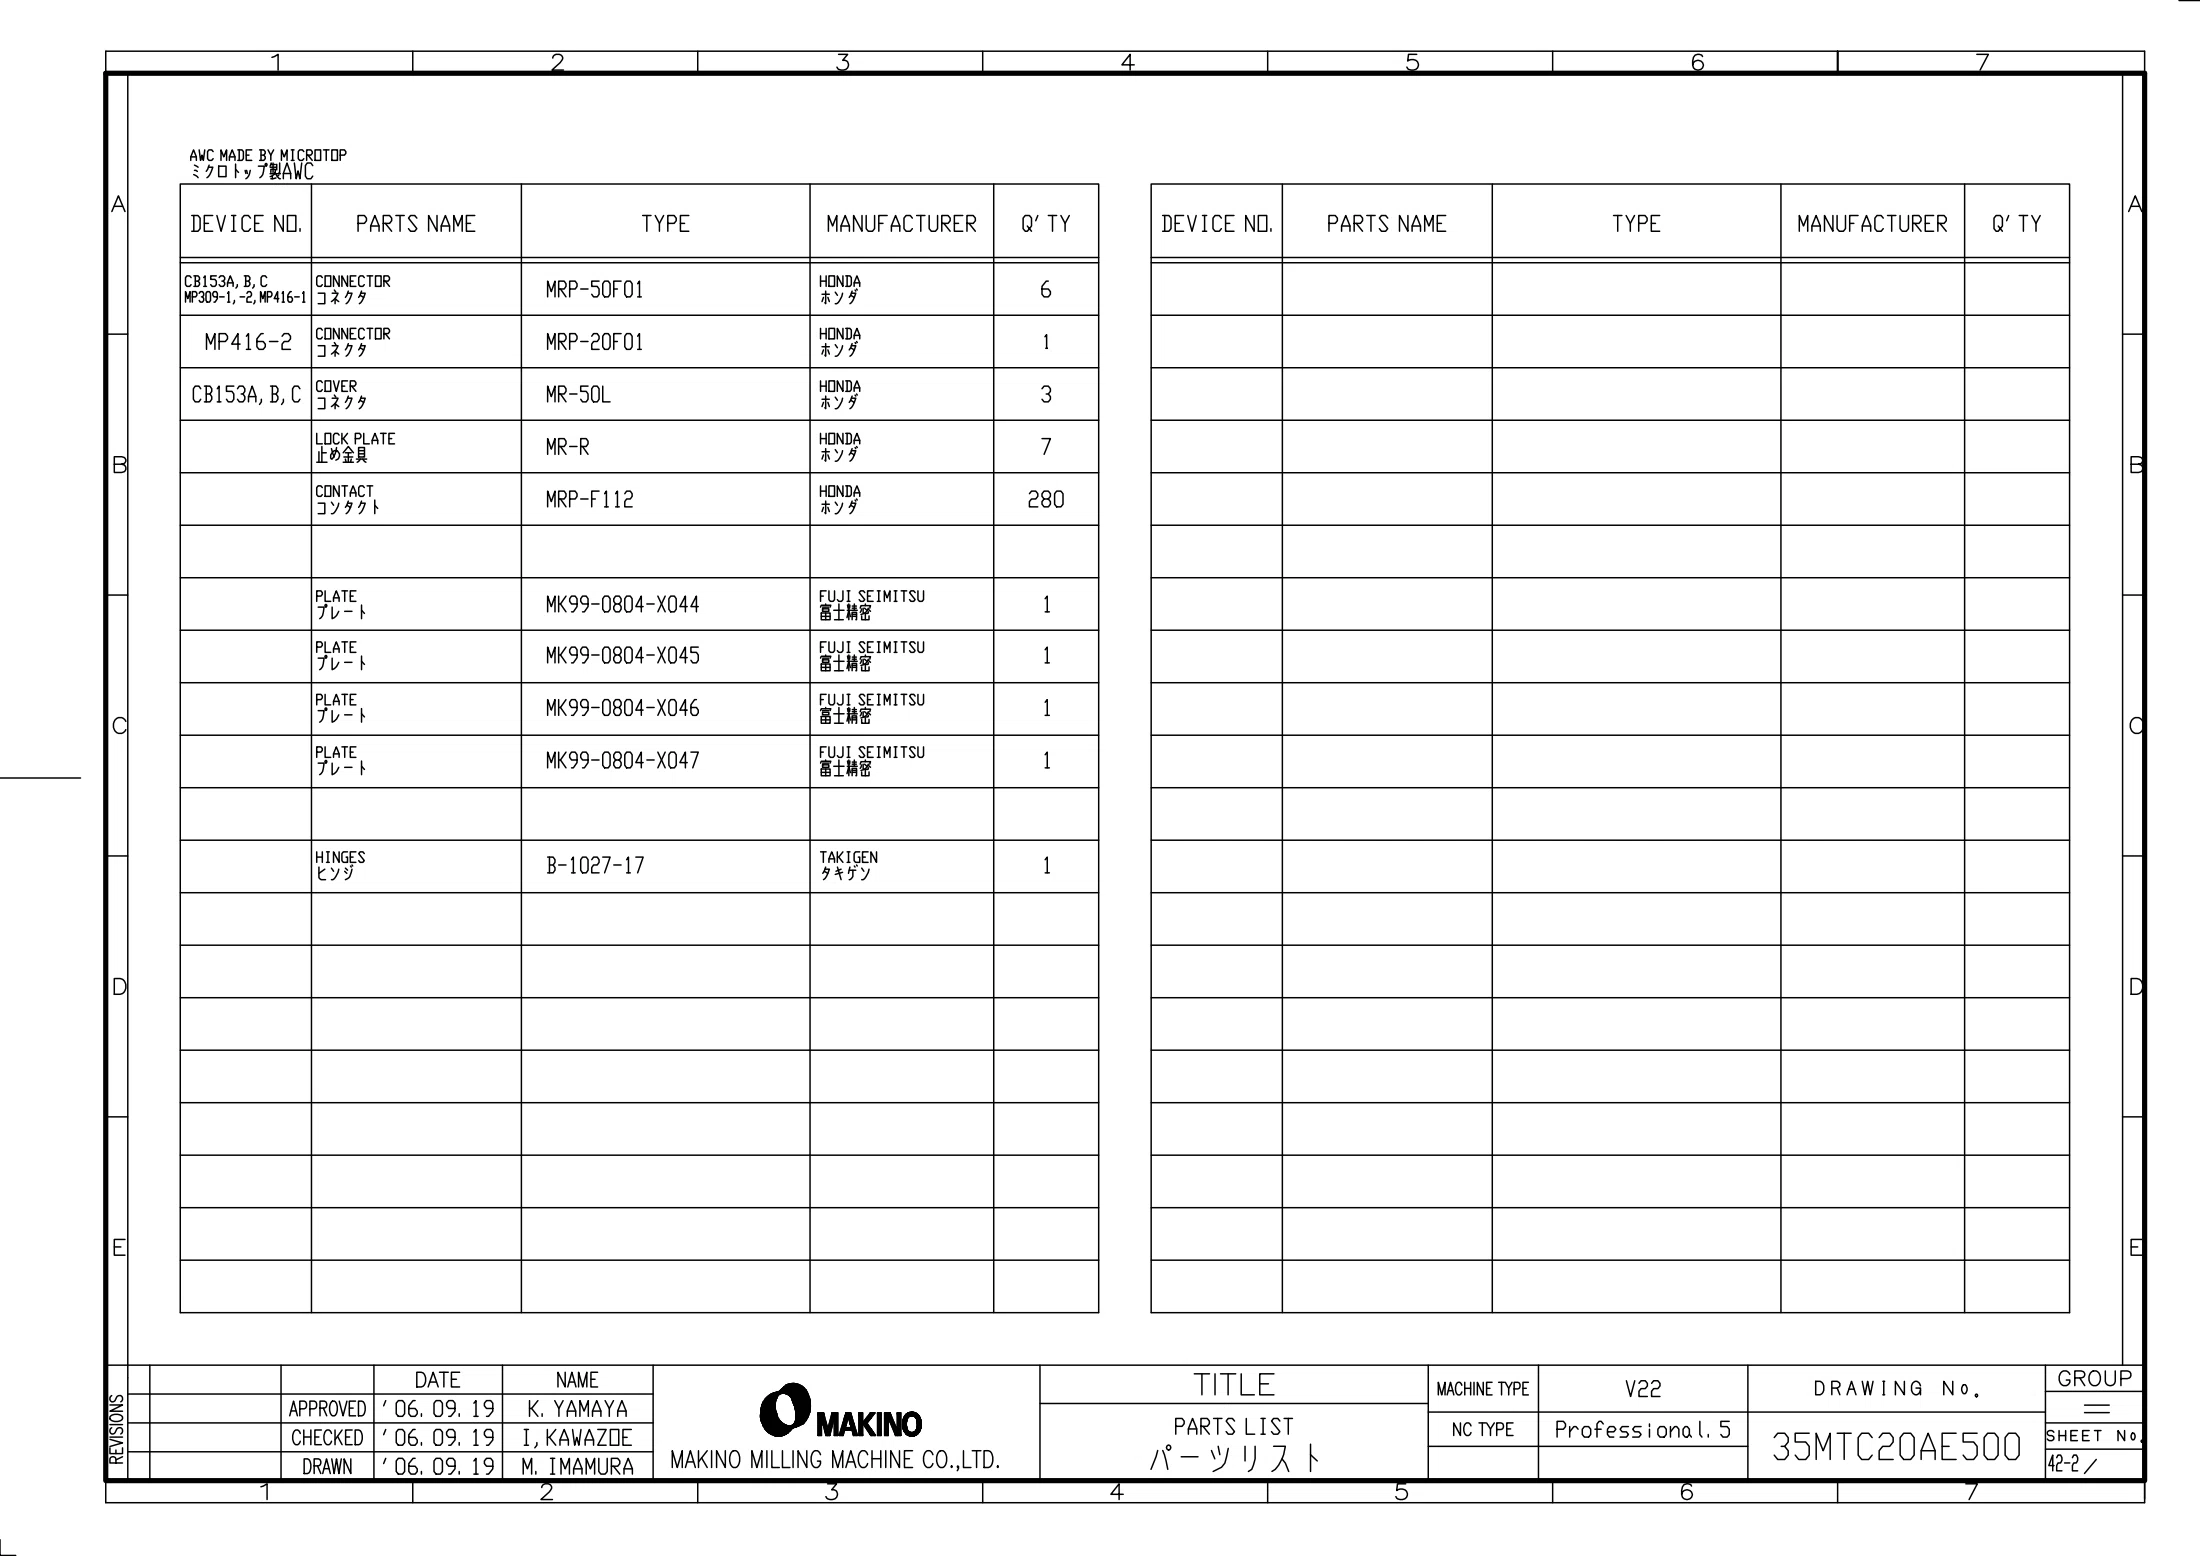 1 2 3 4 5 6 7
AWC MADE BY MICROTOP
ミクロトップ製AWC
DEVICE NO. PARTS NAME TYPE MANUFACTURER Q' TY
CB153A, B, C CONNECTOR MRP-50F01 HONDA 6
MP309-1, -2, MP416-1 コネクタ ホンダ
MP416-2 CONNECTOR MRP-20F01 HONDA 1
コネクタ ホンダ
CB153A, B, C COVER MR-50L HONDA 3
コネクタ ホンダ
LOCK PLATE MR-R HONDA 7
止め金具 ホンダ
CONTACT MRP-F112 HONDA 280
コンタクト ホンダ
PLATE MK99-0804-X044 FUJI SEIMITSU 1
プレート 富士精密
PLATE MK99-0804-X045 FUJI SEIMITSU 1
プレート 富士精密
PLATE MK99-0804-X046 FUJI SEIMITSU 1
プレート 富士精密
PLATE MK99-0804-X047 FUJI SEIMITSU 1
プレート 富士精密
HINGES B-1027-17 TAKIGEN 1
ヒンジ タキゲン
DEVICE NO. PARTS NAME TYPE MANUFACTURER Q' TY
A A
B B
C C
D D
E E
REVISIONS
DATE NAME
APPROVED ' 06. 09. 19 K. YAMAYA
CHECKED ' 06. 09. 19 I, KAWAZOE
DRAWN ' 06. 09. 19 M. IMAMURA
MAKINO
MAKINO MILLING MACHINE CO.,LTD.
TITLE
PARTS LIST
パーツリスト
MACHINE TYPE V22
NC TYPE Professional. 5
DRAWING No.
35MTC20AE500
GROUP
=
SHEET No.
42-2 /
1 2 3 4 5 6 7